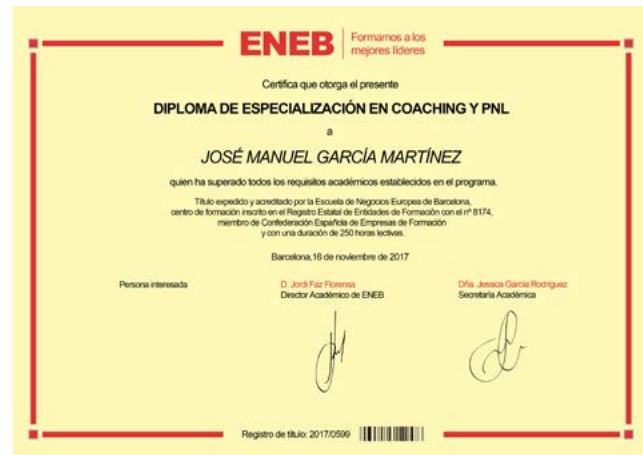 ENEB
Formamos a los
mejores líderes
Certifica que otorga el presente
DIPLOMA DE ESPECIALIZACIÓN EN COACHING Y PNL
a
JOSÉ MANUEL GARCÍA MARTÍNEZ
quien ha superado todos los requisitos académicos establecidos en el programa.
Título expedido y acreditado por la Escuela de Negocios Europea de Barcelona,
centro de formación inscrito en el Registro Estatal de Entidades de Formación con el nº 8174,
miembro de Confederación Española de Empresas de Formación
y con una duración de 250 horas lectivas.
Barcelona,16 de noviembre de 2017
Persona interesada
D. Jordi Faz Florensa
Director Académico de ENEB
Dña. Jessica García Rodríguez
Secretaría Académica
Registro de título: 2017/0599